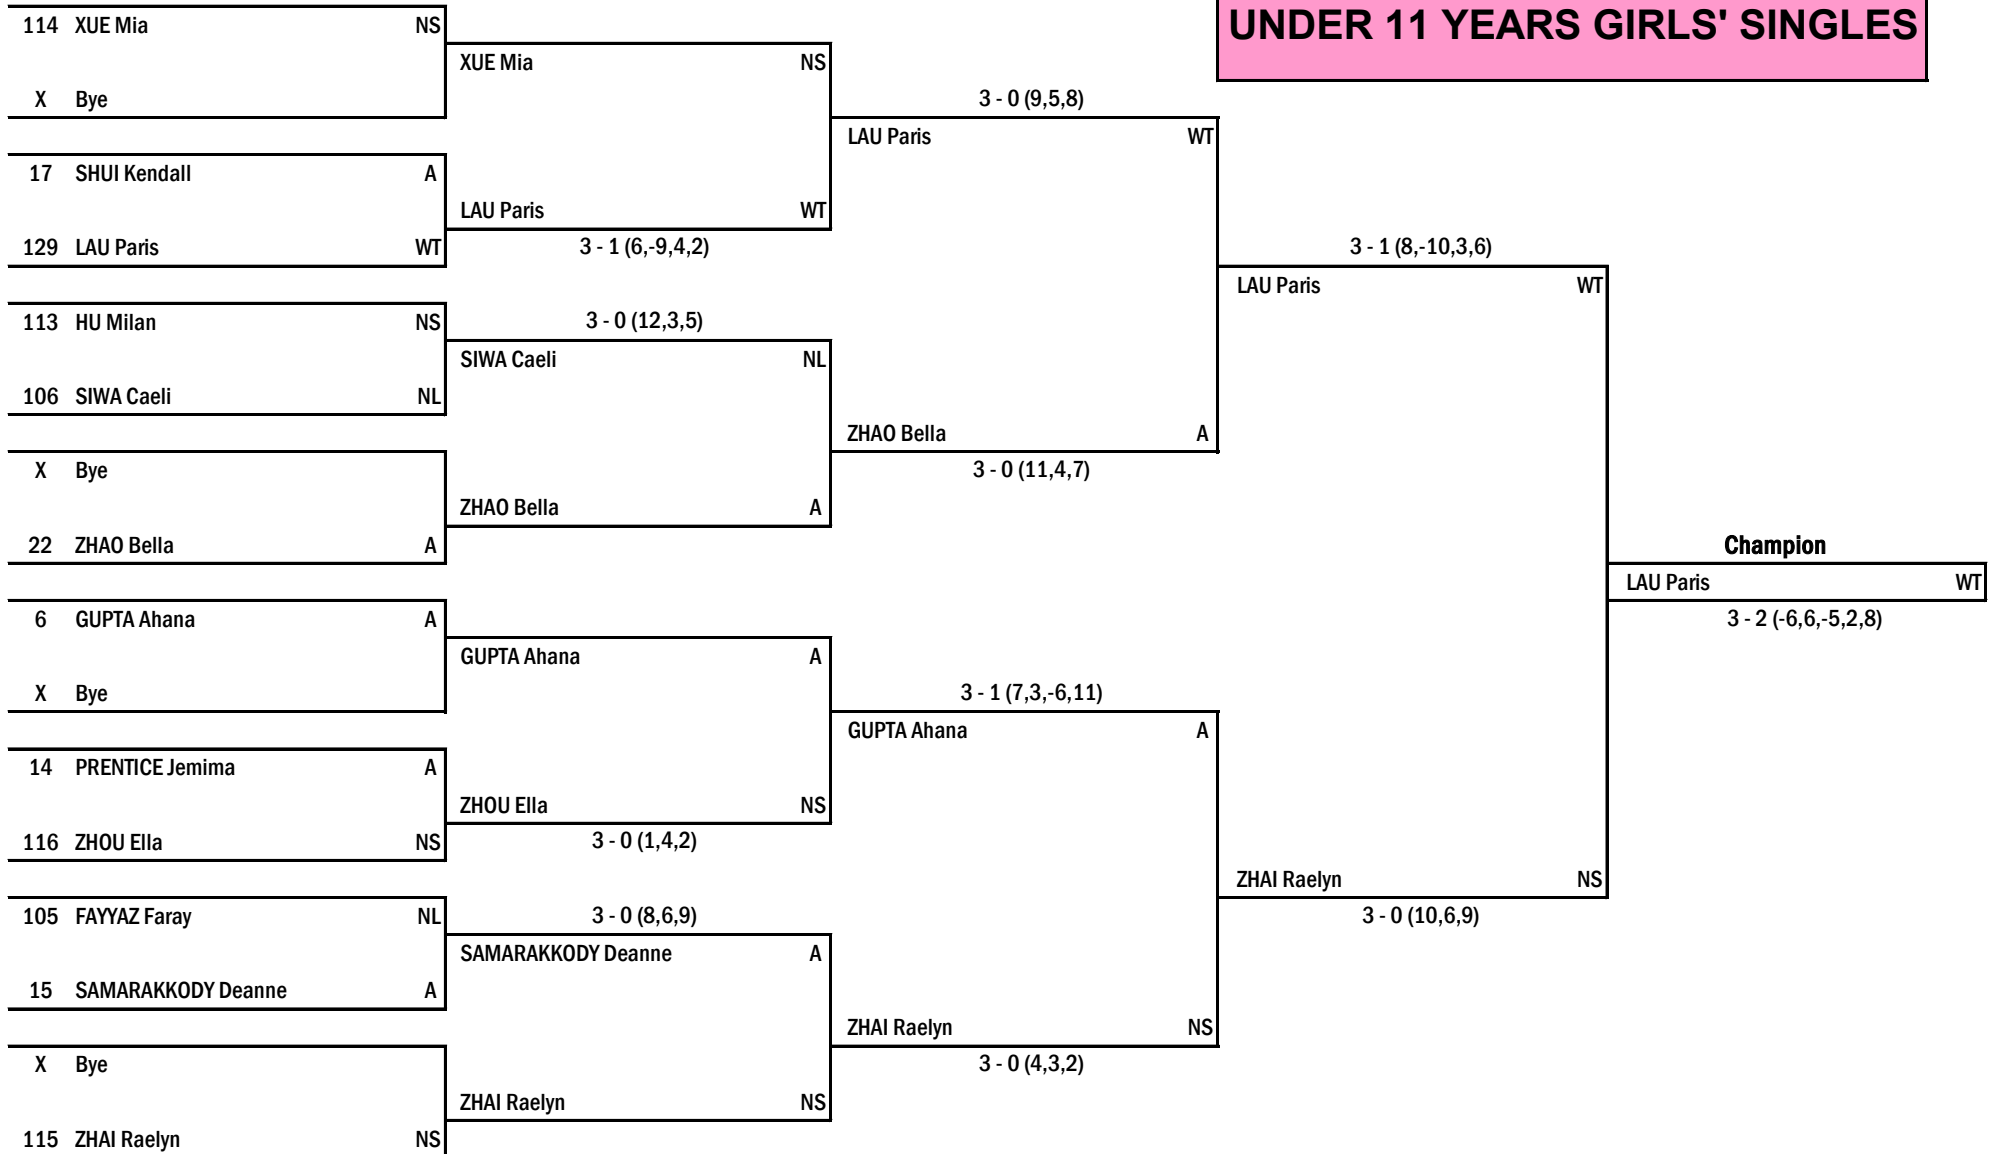 UNDER 11 YEARS GIRLS' SINGLES
114 XUE Mia NS
X Bye
17 SHUI Kendall A
129 LAU Paris WT
113 HU Milan NS
106 SIWA Caeli NL
X Bye
22 ZHAO Bella A
6 GUPTA Ahana A
X Bye
14 PRENTICE Jemima A
116 ZHOU Ella NS
105 FAYYAZ Faray NL
15 SAMARAKKODY Deanne A
X Bye
115 ZHAI Raelyn NS
XUE Mia NS
LAU Paris WT
3 - 1 (6,-9,4,2)
3 - 0 (12,3,5)
SIWA Caeli NL
ZHAO Bella A
GUPTA Ahana A
ZHOU Ella NS
3 - 0 (1,4,2)
3 - 0 (8,6,9)
SAMARAKKODY Deanne A
ZHAI Raelyn NS
3 - 0 (9,5,8)
LAU Paris WT
ZHAO Bella A
3 - 0 (11,4,7)
3 - 1 (7,3,-6,11)
GUPTA Ahana A
ZHAI Raelyn NS
3 - 0 (4,3,2)
3 - 1 (8,-10,3,6)
LAU Paris WT
ZHAI Raelyn NS
3 - 0 (10,6,9)
Champion
LAU Paris WT
3 - 2 (-6,6,-5,2,8)